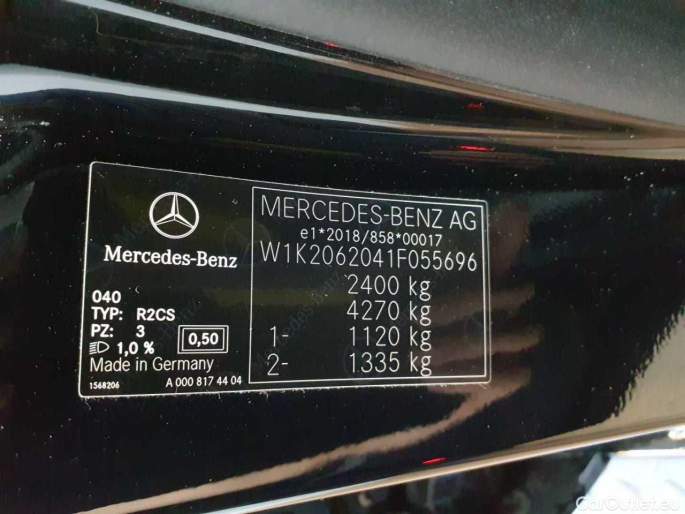 Mercedes-Benz
040
TYP: R2CS
PZ: 3
1,0 %
0,50
Made in Germany
1568206
A 000 817 44 04
MERCEDES-BENZ AG
e1*2018/858*00017
W1K2062041F055696
2400 kg
4270 kg
1- 1120 kg
2- 1335 kg
CarOutlet.eu